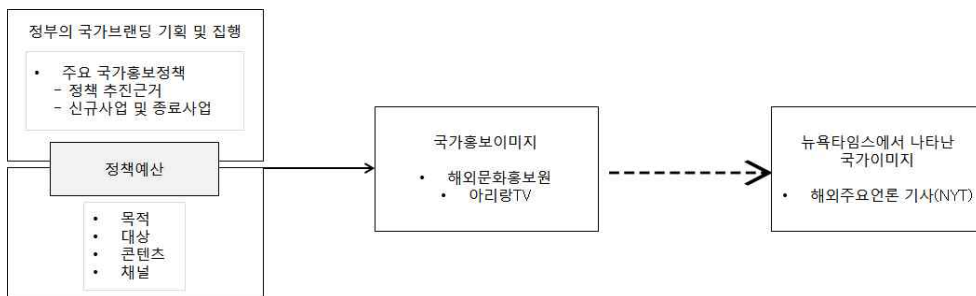 정부의 국가브랜딩 기획 및 집행
• 주요 국가홍보정책
- 정책 추진근거
- 신규사업 및 종료사업
정책예산
• 목적
• 대상
• 콘텐츠
• 채널
국가홍보이미지
• 해외문화홍보원
• 아리랑TV
뉴욕타임스에서 나타난
국가이미지
• 해외주요언론 기사(NYT)